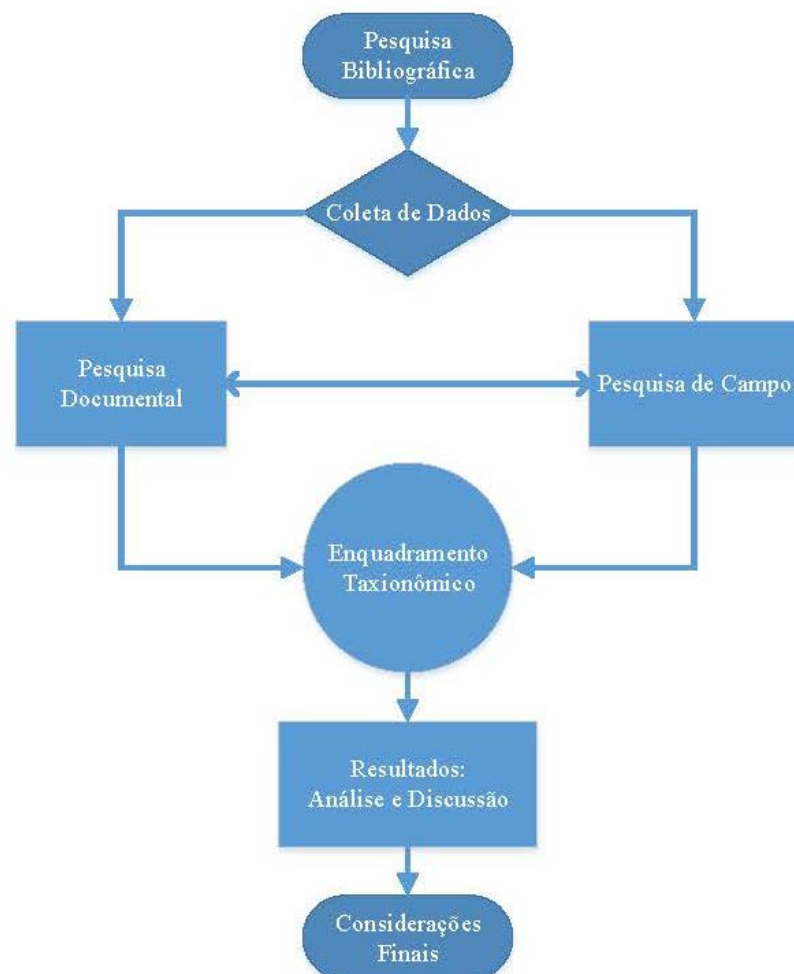 Pesquisa
Bibliográfica
Coleta de Dados
Pesquisa
Documental
Pesquisa de Campo
Enquadramento
Taxionômico
Resultados:
Análise e Discussão
Considerações
Finais